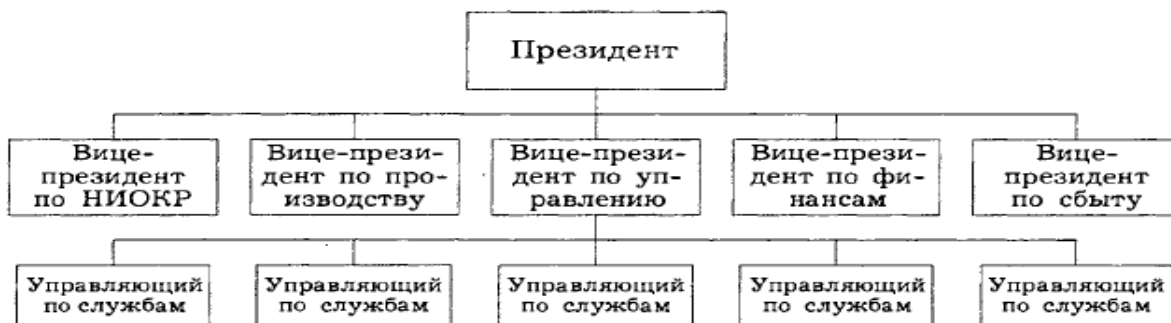 Президент
Вице-
президент
по НИОКР
Вице-прези-
дент по про-
изводству
Вице-прези-
дент по уп-
равлению
Вице-прези-
дент по фи-
нансам
Вице-
президент
по сбыту
Управляющий
по службам
Управляющий
по службам
Управляющий
по службам
Управляющий
по службам
Управляющий
по службам